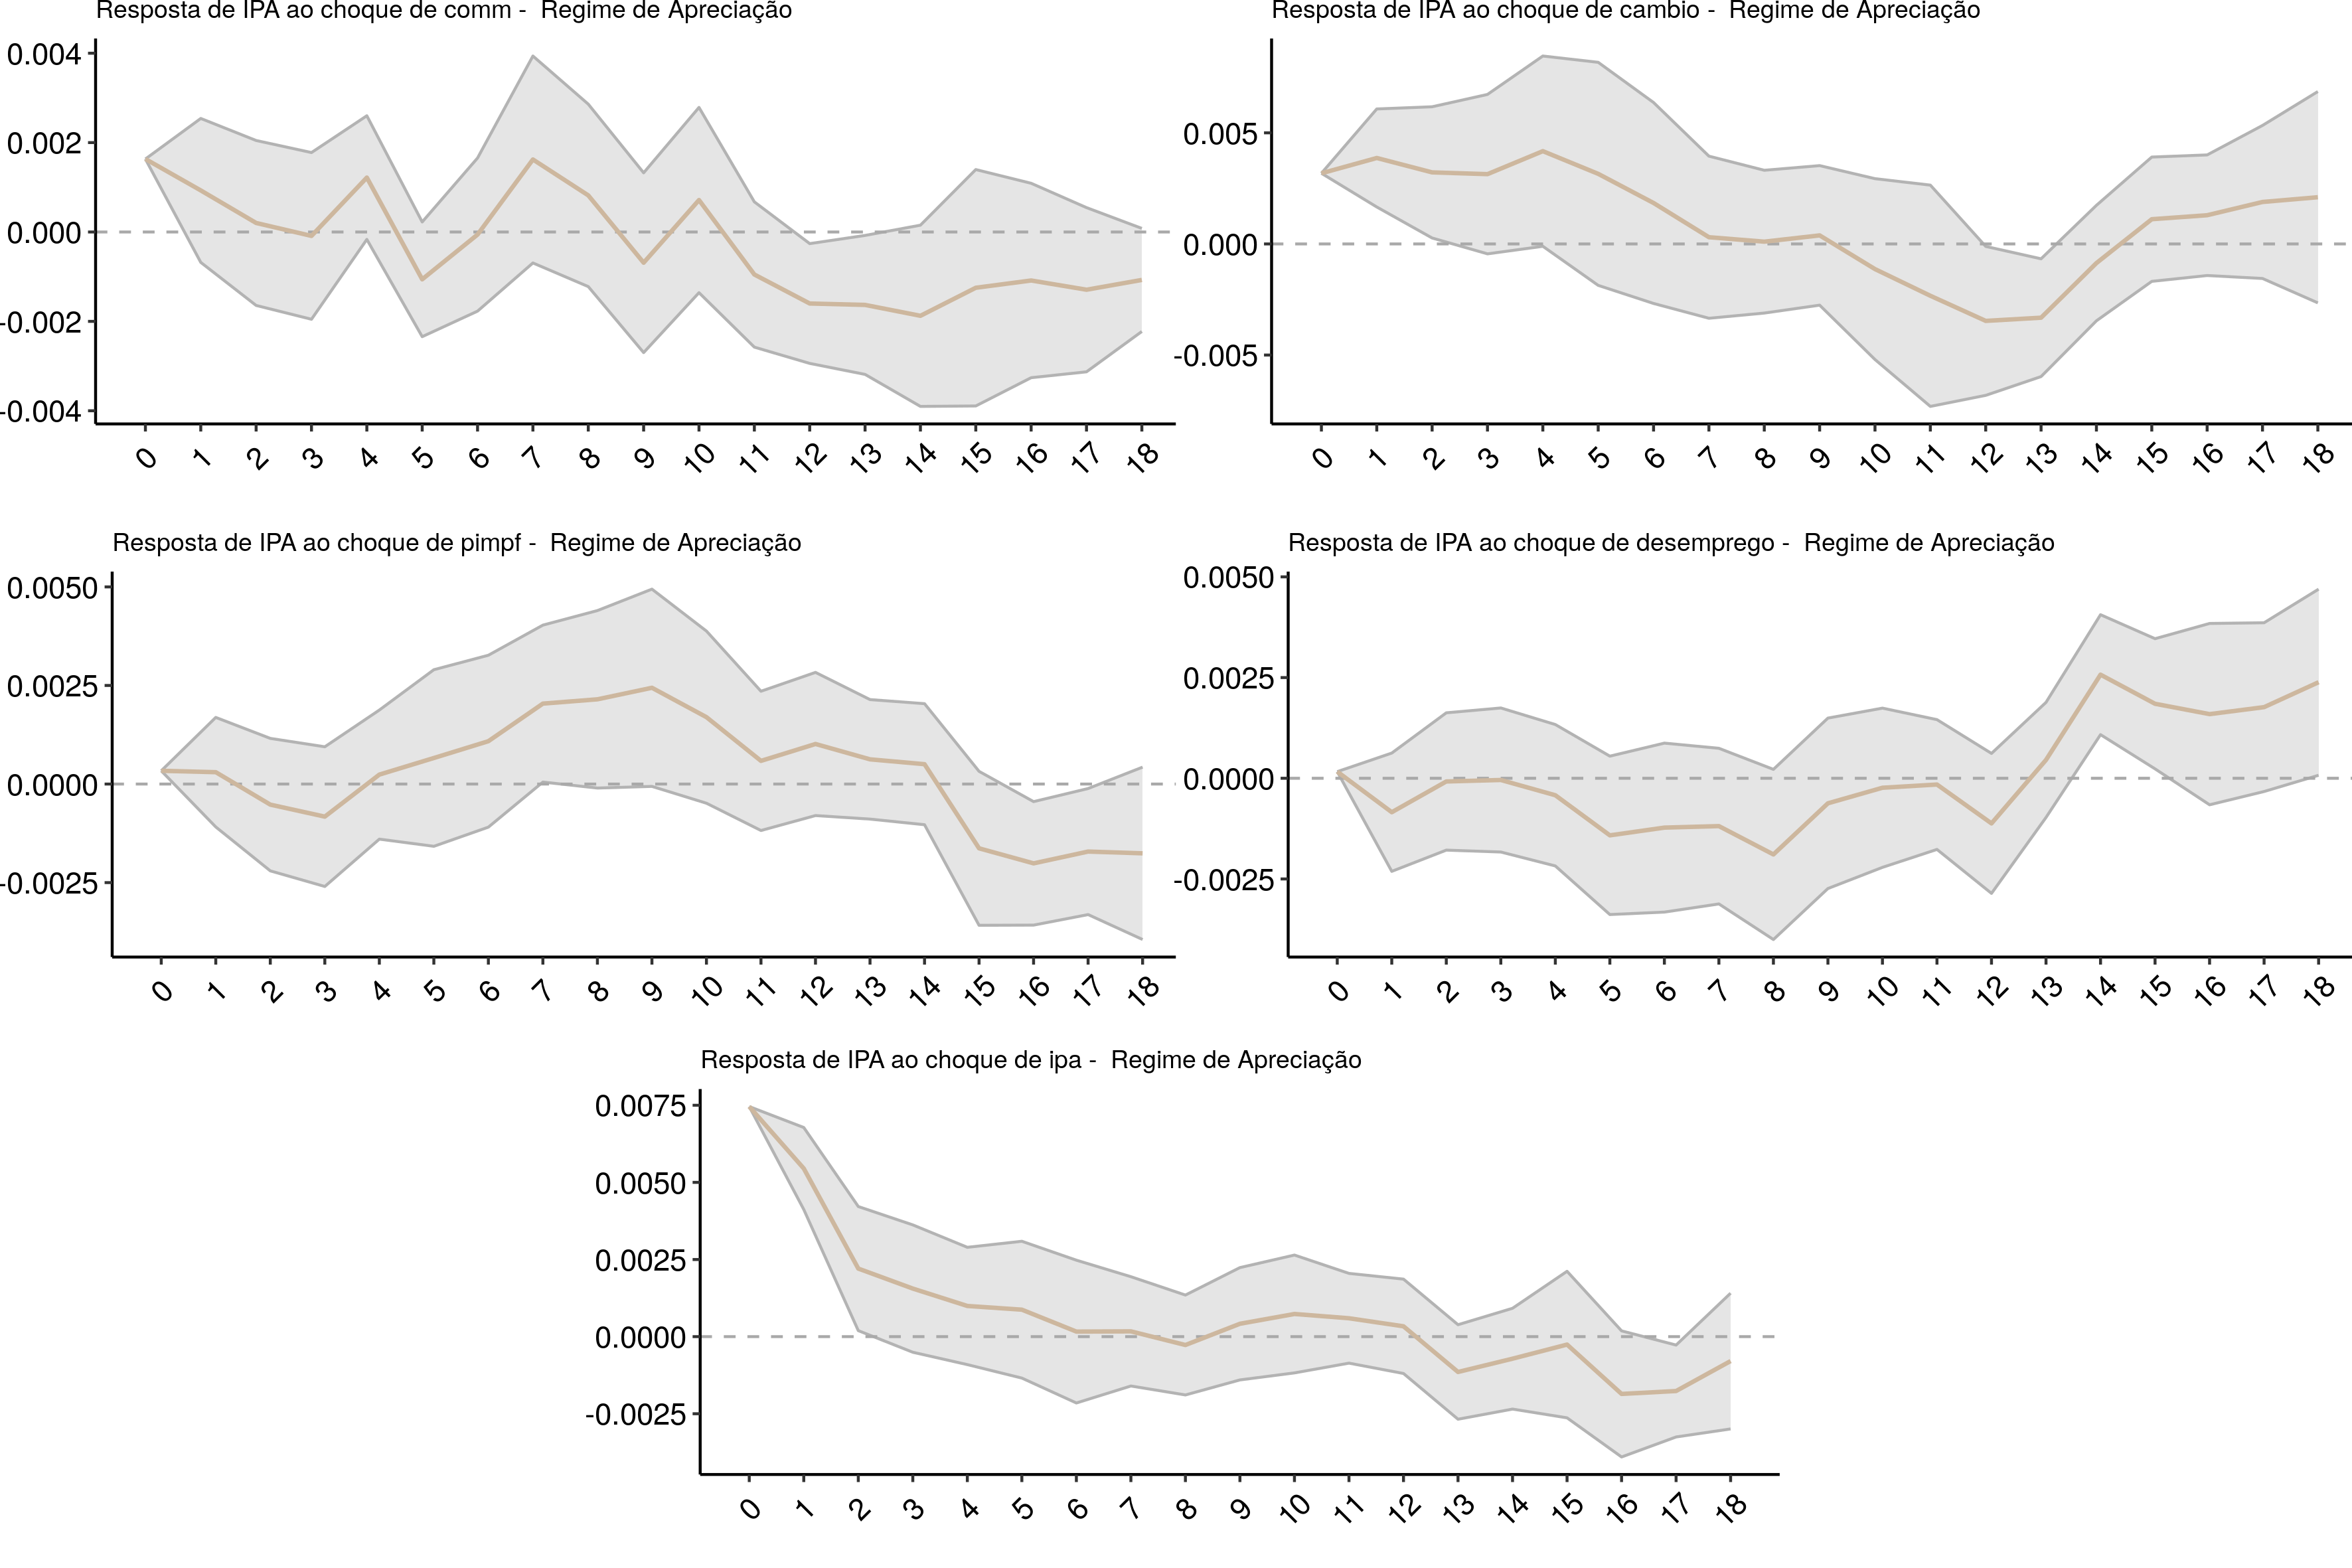 Resposta de IPA ao choque de comm -  Regime de Apreciação
0.004
0.002
0.000
-0.002
-0.004
0 1 2 3 4 5 6 7 8 9 10 11 12 13 14 15 16 17 18
Resposta de IPA ao choque de cambio -  Regime de Apreciação
0.005
0.000
-0.005
0 1 2 3 4 5 6 7 8 9 10 11 12 13 14 15 16 17 18
Resposta de IPA ao choque de pimpf -  Regime de Apreciação
0.0050
0.0025
0.0000
-0.0025
0 1 2 3 4 5 6 7 8 9 10 11 12 13 14 15 16 17 18
Resposta de IPA ao choque de desemprego -  Regime de Apreciação
0.0050
0.0025
0.0000
-0.0025
0 1 2 3 4 5 6 7 8 9 10 11 12 13 14 15 16 17 18
Resposta de IPA ao choque de ipa -  Regime de Apreciação
0.0075
0.0050
0.0025
0.0000
-0.0025
0 1 2 3 4 5 6 7 8 9 10 11 12 13 14 15 16 17 18